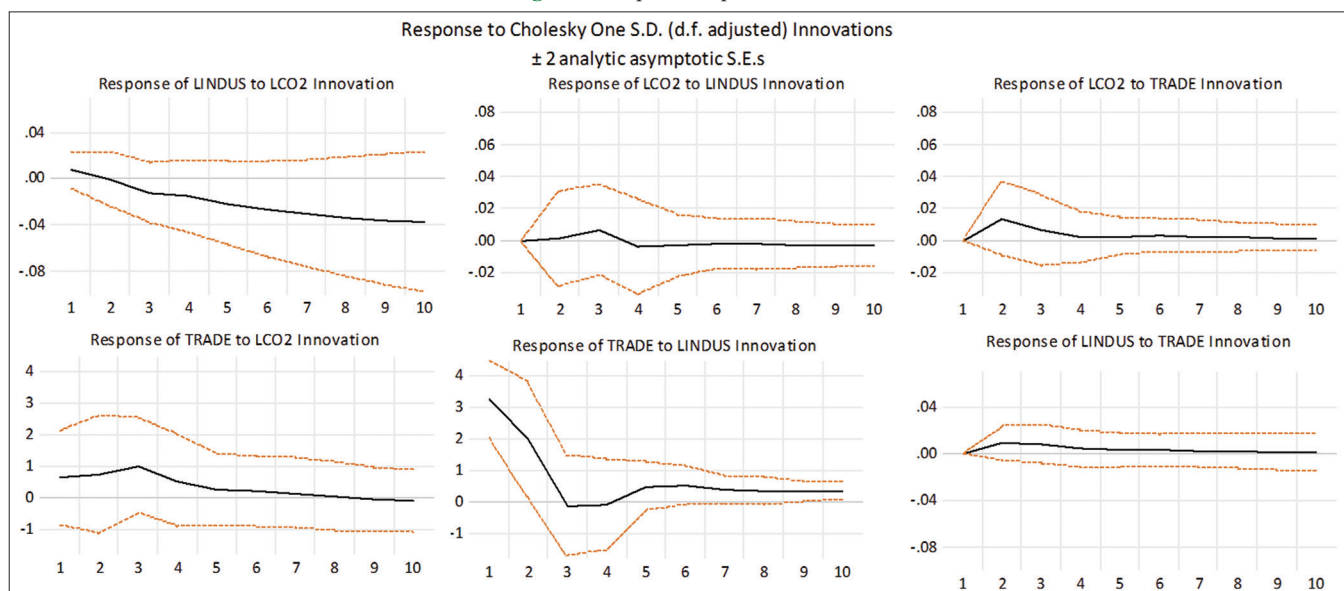 Response to Cholesky One S.D. (d.f. adjusted) Innovations
± 2 analytic asymptotic S.E.s
Response of LINDUS to LCO2 Innovation
.04
.00
-.04
-.08
1 2 3 4 5 6 7 8 9 10
Response of LCO2 to LINDUS Innovation
.08
.06
.04
.02
.00
-.02
1 2 3 4 5 6 7 8 9 10
Response of LCO2 to TRADE Innovation
.08
.06
.04
.02
.00
-.02
1 2 3 4 5 6 7 8 9 10
Response of TRADE to LCO2 Innovation
4
3
2
1
0
-1
1 2 3 4 5 6 7 8 9 10
Response of TRADE to LINDUS Innovation
4
3
2
1
0
-1
1 2 3 4 5 6 7 8 9 10
Response of LINDUS to TRADE Innovation
.04
.00
-.04
-.08
1 2 3 4 5 6 7 8 9 10